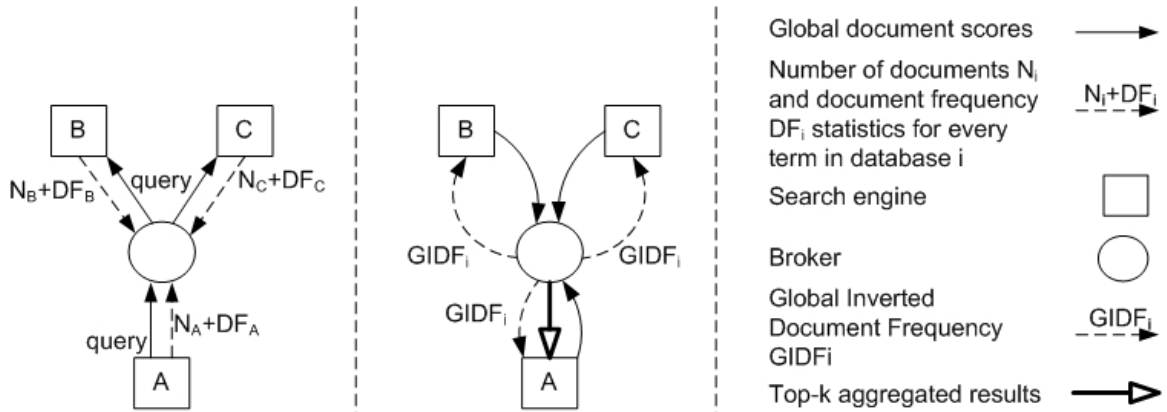 B
C
query
N_B+DF_B
N_C+DF_C
query
N_A+DF_A
A
B
C
GIDF_i
GIDF_i
GIDF_i
A
Global document scores
Number of documents N_i
and document frequency
DF_i statistics for every
term in database i
N_i+DF_i
Search engine
Broker
Global Inverted
Document Frequency
GIDFi
GIDF_i
Top-k aggregated results